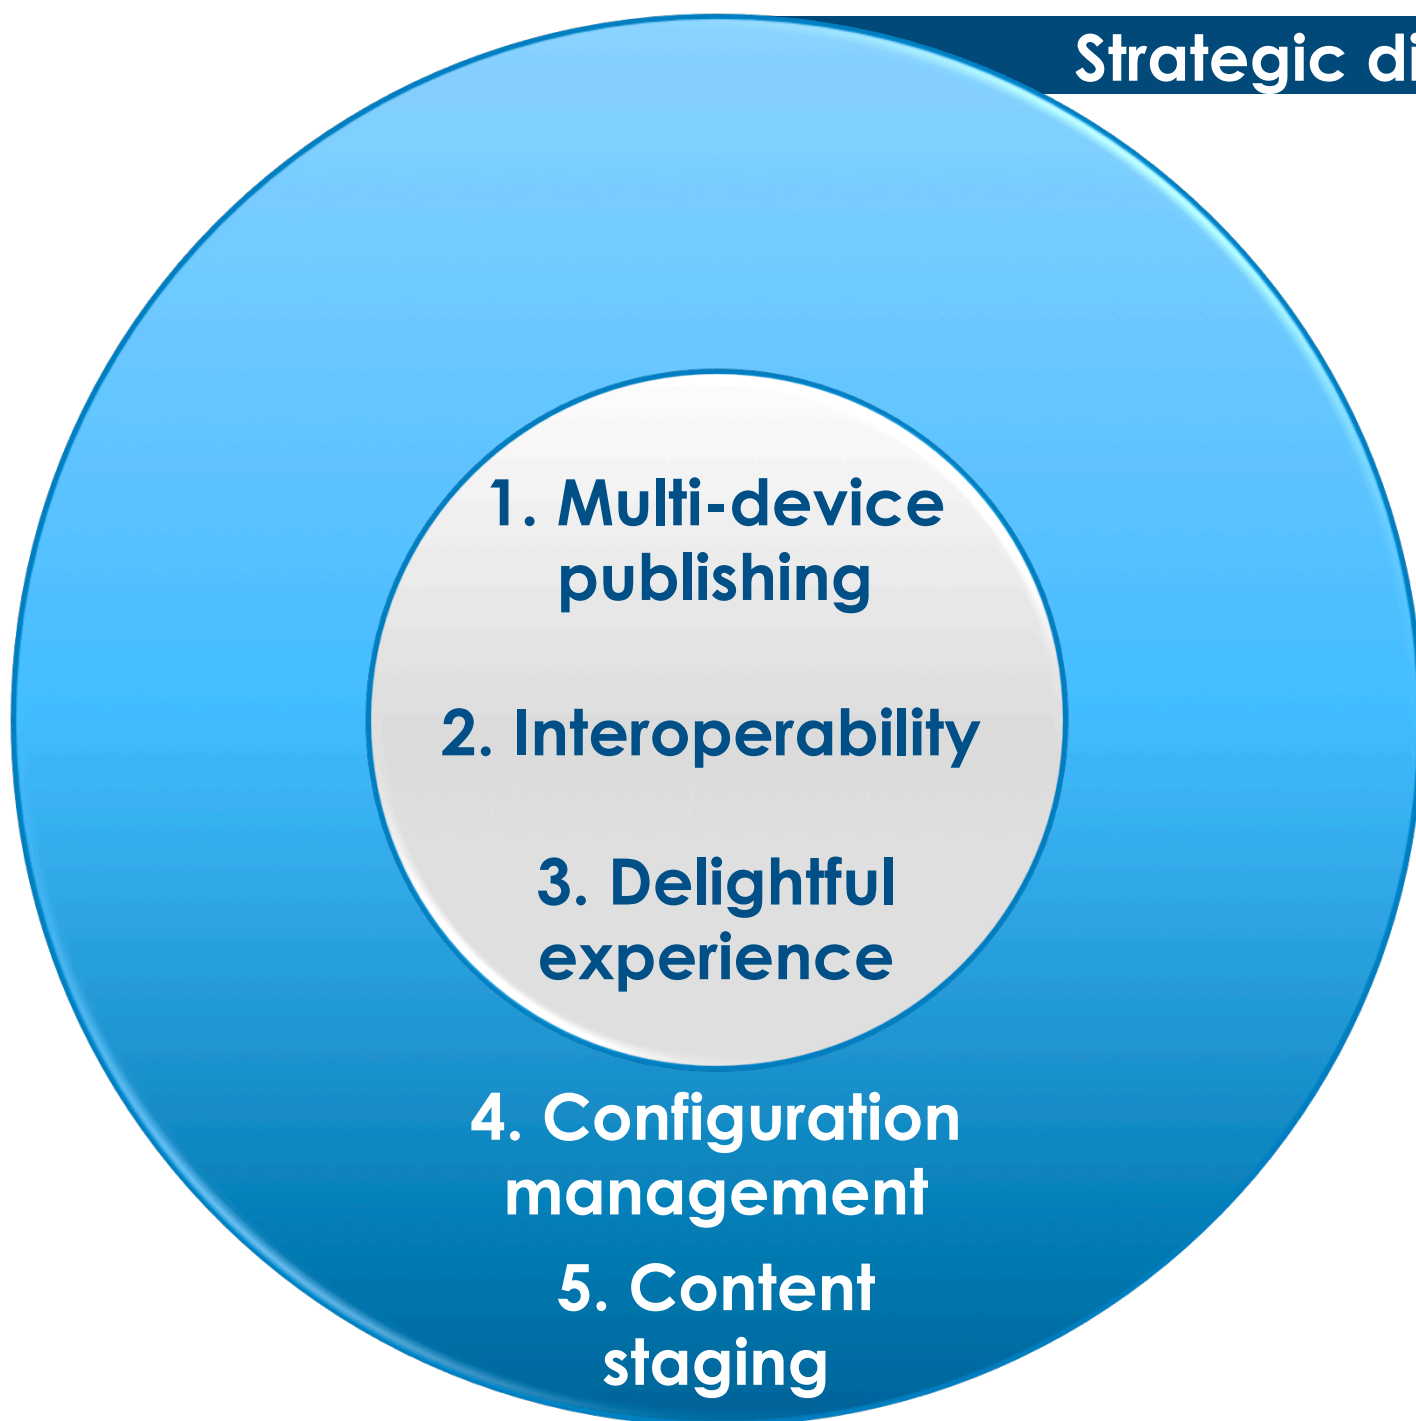 Strategic di
1. Multi-device
publishing
2. Interoperability
3. Delightful
experience
4. Configuration
management
5. Content
staging